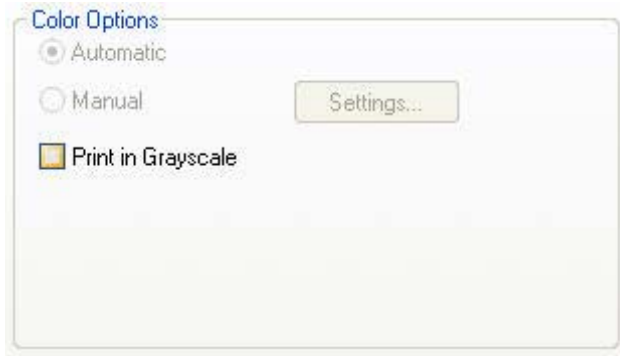 Color Options
Automatic
Manual
Settings...
Print in Grayscale